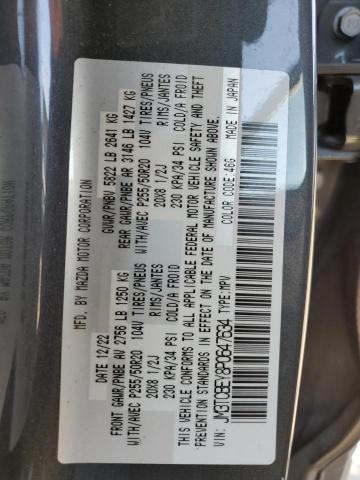 MFD. BY MAZDA MOTOR CORPORATION
DATE: 12/22 GVWR/PNBV 5822 LB 2641 KG
FRONT GAWR/PNBE AV 2756 LB 1250 KG REAR GAWR/PNBE AR 3146 LB 1427 KG
WITH/AVEC P255/50R20 104V TIRES/PNEUS WITH/AVEC P255/50R20 104V TIRES/PNEUS
20X8 1/2J RIMS/JANTES 20X8 1/2J RIMS/JANTES
230 KPA/34 PSI COLD/A FROID 230 KPA/34 PSI COLD/A FROID
THIS VEHICLE CONFORMS TO ALL APPLICABLE FEDERAL MOTOR VEHICLE SAFETY, BUMPER, AND THEFT
PREVENTION STANDARDS IN EFFECT ON THE DATE OF MANUFACTURE SHOWN ABOVE.
VIN: JM3TCBEY8P0647634 TYPE:MPV COLOR CODE:46G MADE IN JAPAN